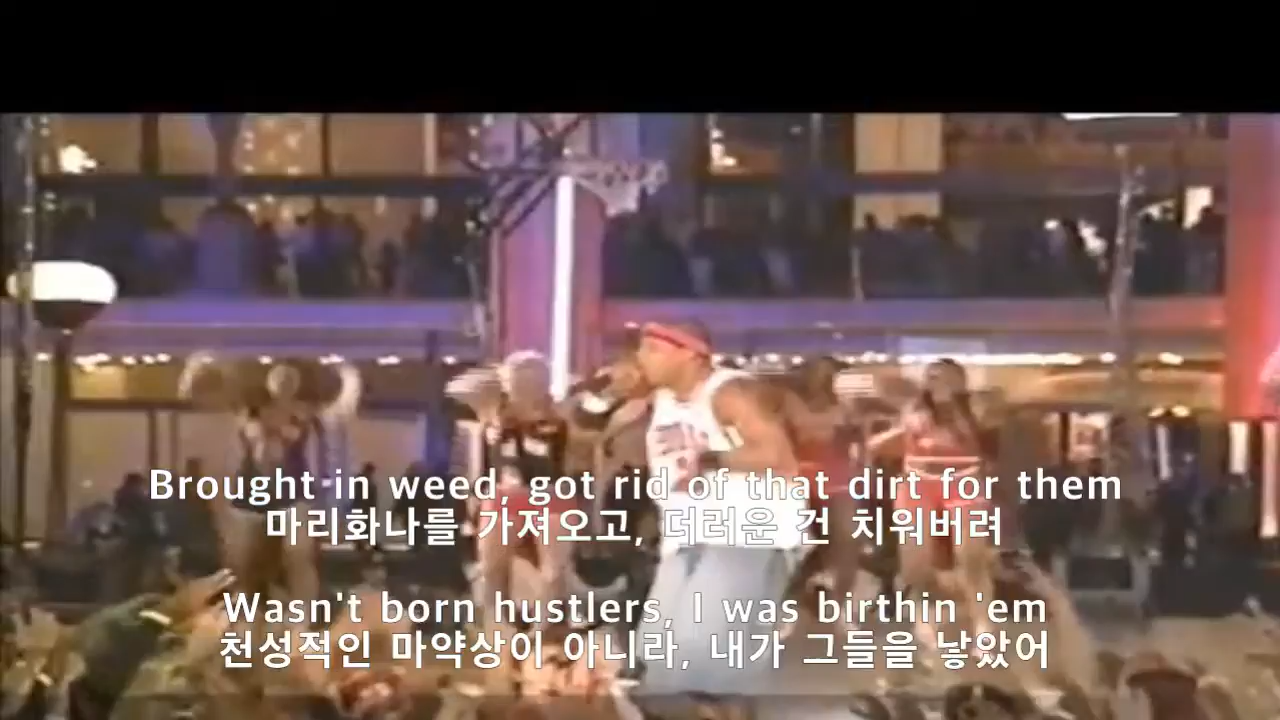 Brought in weed, got rid of that dirt for them
마리화나를 가져오고, 더러운 건 치워버려
Wasn't born hustlers, I was birthin 'em
천성적인 마약상이 아니라, 내가 그들을 낳았어